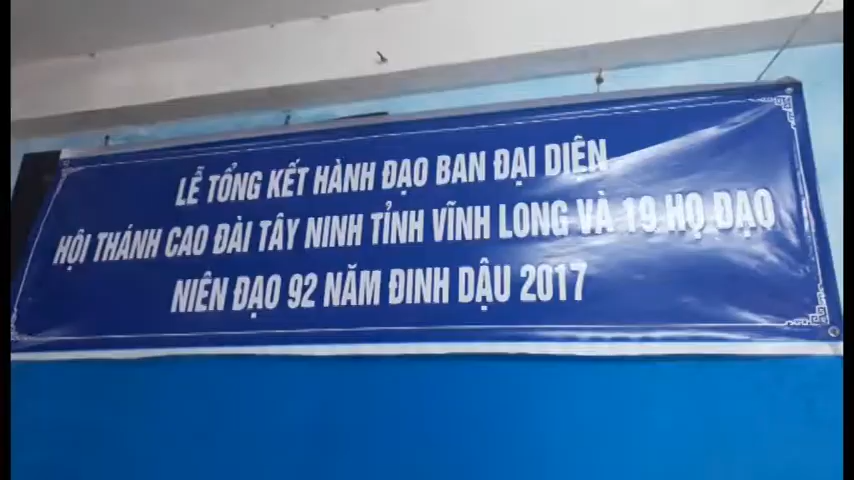 LỄ TỔNG KẾT HÀNH ĐẠO BAN ĐẠI DIỆN
HỘI THÁNH CAO ĐÀI TÂY NINH TỈNH VĨNH LONG VÀ 19 HỌ ĐẠO
NIÊN ĐẠO 92 NĂM ĐINH DẬU 2017